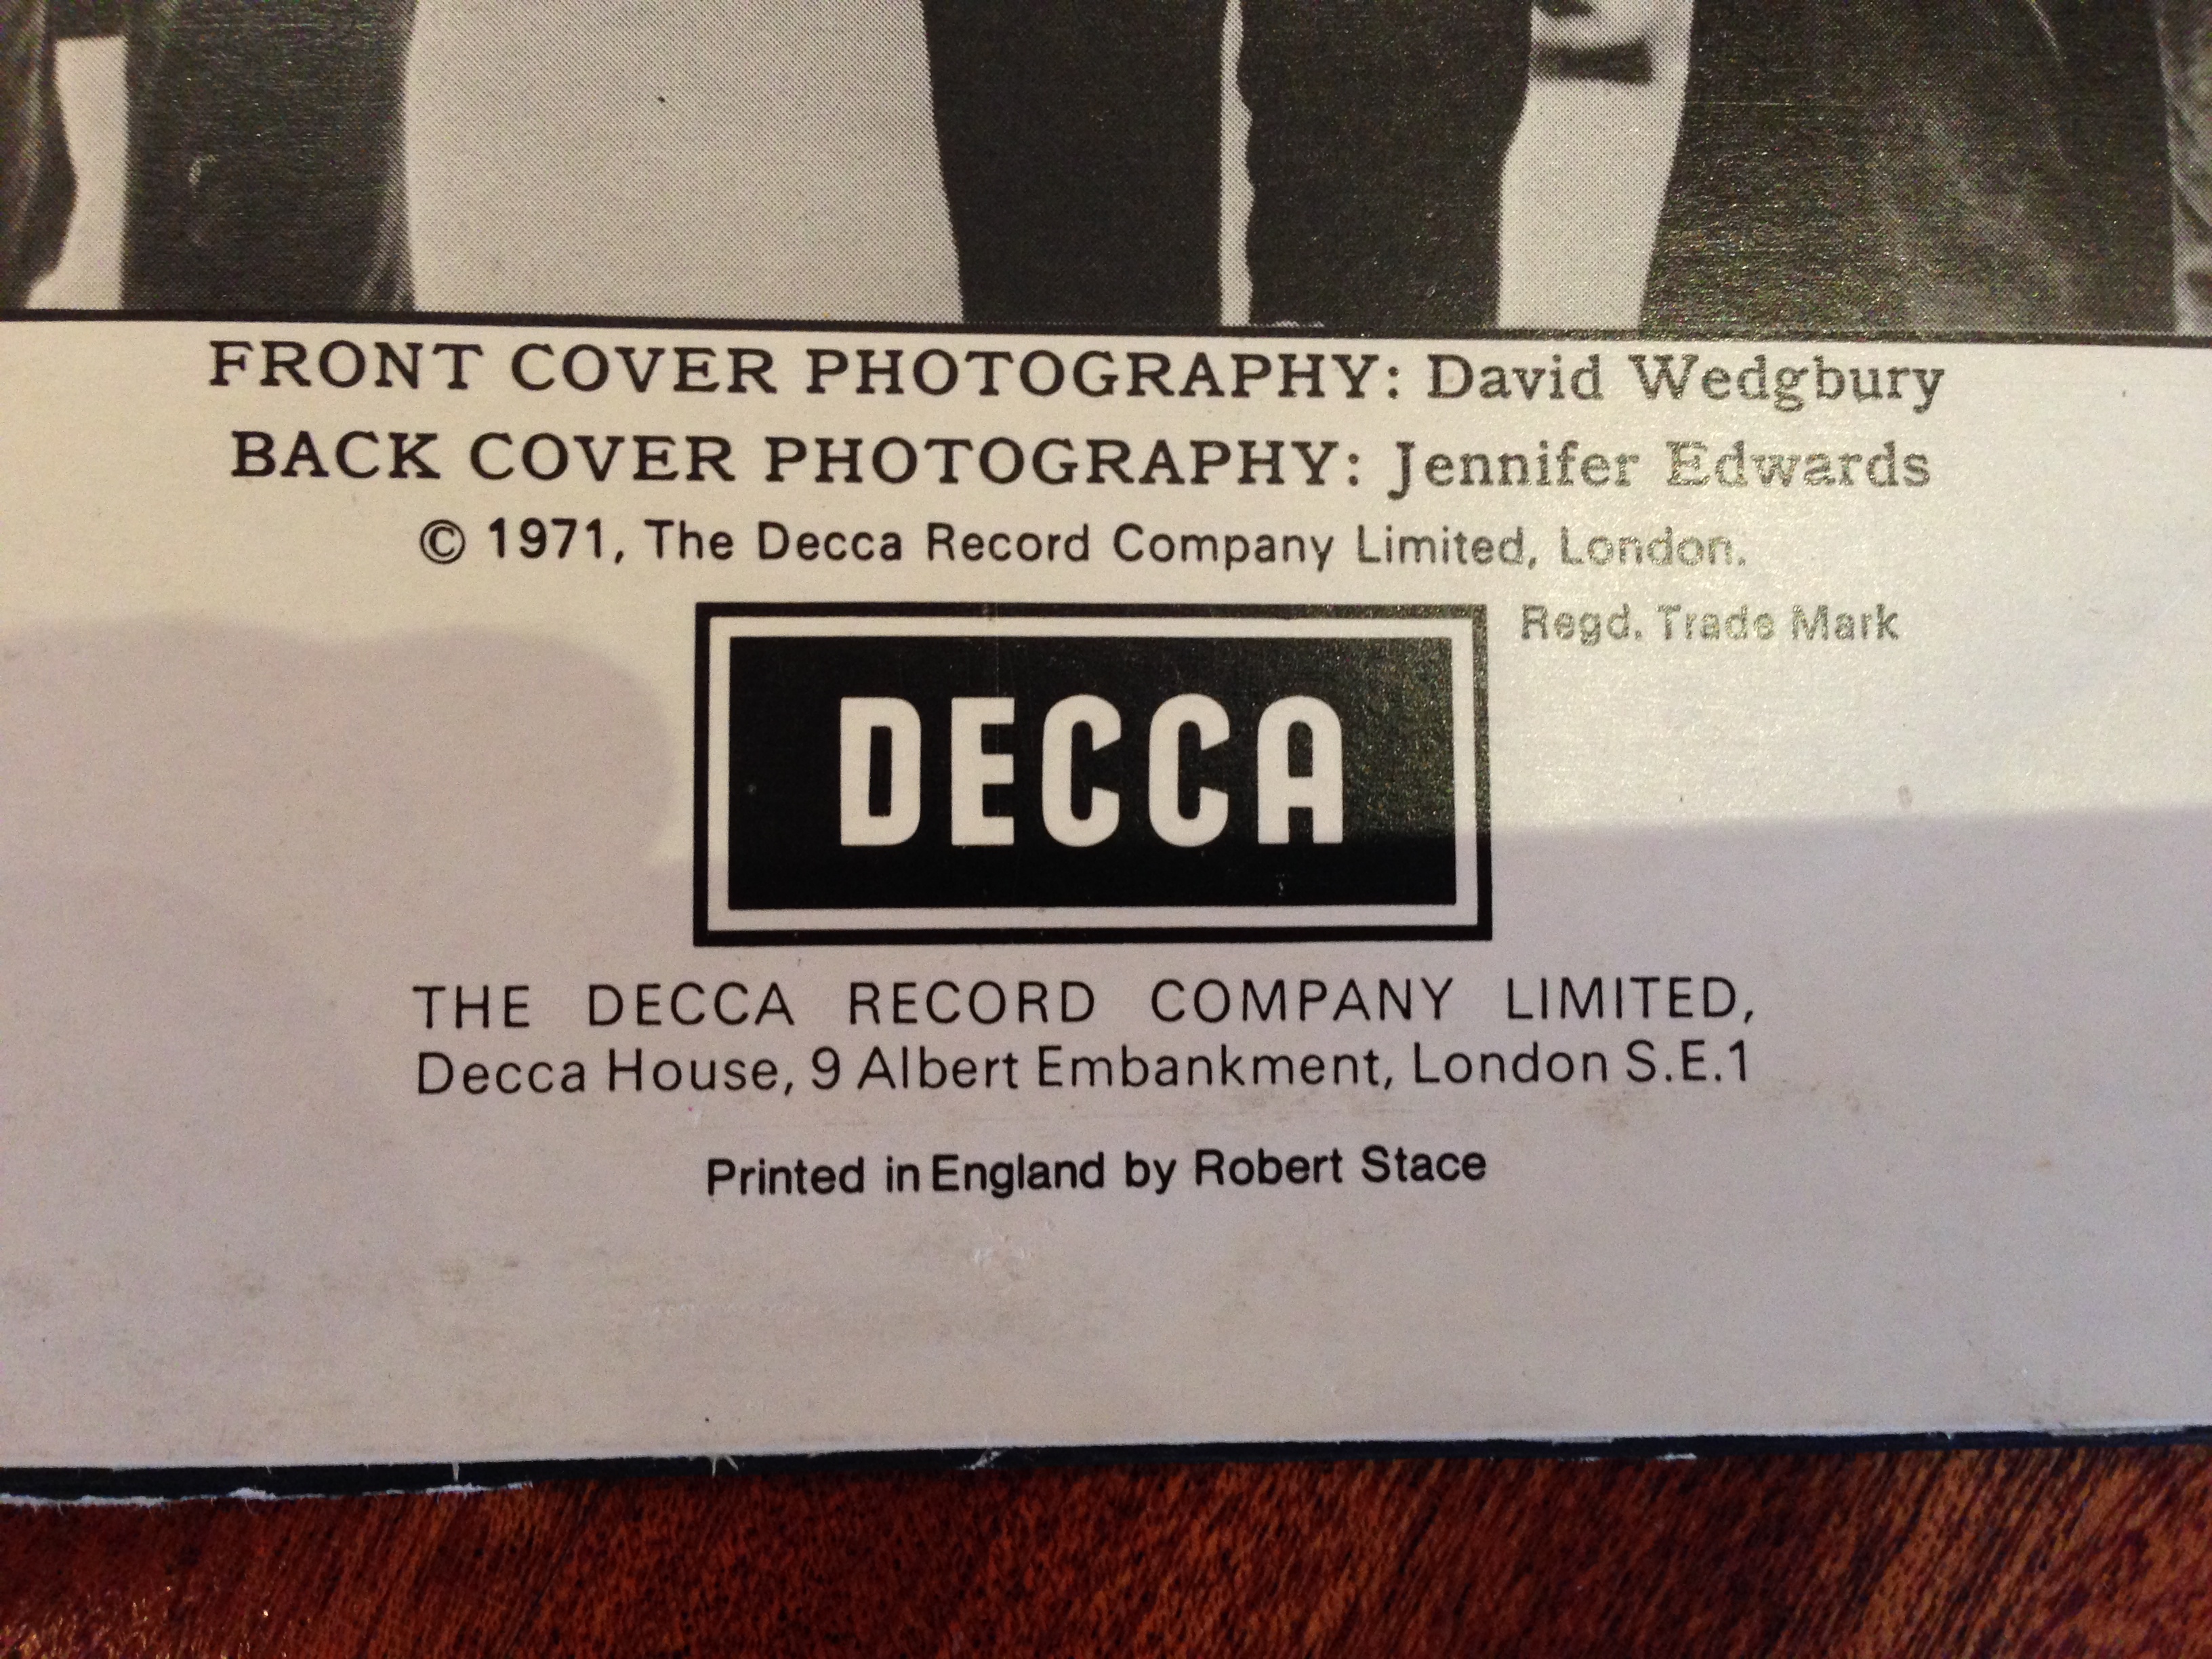 FRONT COVER PHOTOGRAPHY: David Wedgbury
BACK COVER PHOTOGRAPHY: Jennifer Edwards
© 1971, The Decca Record Company Limited, London.
Regd. Trade Mark
DECCA
THE DECCA RECORD COMPANY LIMITED,
Decca House, 9 Albert Embankment, London S.E.1
Printed in England by Robert Stace